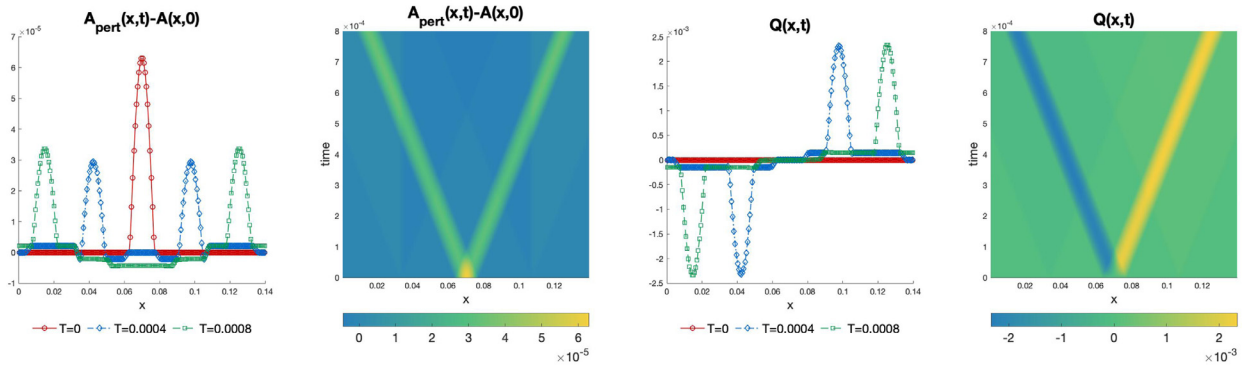 A_pert(x,t)-A(x,0)
×10^-5
7
6
5
4
3
2
1
0
-1
0 0.02 0.04 0.06 0.08 0.1 0.12 0.14
x
T=0 T=0.0004 T=0.0008
A_pert(x,t)-A(x,0)
×10^-4
8
7
6
5
4
3
2
1
0
time
0.02 0.04 0.06 0.08 0.1 0.12
x
0 1 2 3 4 5 6
×10^-5
Q(x,t)
×10^-3
2.5
2
1.5
1
0.5
0
-0.5
-1
-1.5
-2
-2.5
0 0.02 0.04 0.06 0.08 0.1 0.12 0.14
x
T=0 T=0.0004 T=0.0008
Q(x,t)
×10^-4
8
7
6
5
4
3
2
1
0
time
0.02 0.04 0.06 0.08 0.1 0.12
x
-2 -1 0 1 2
×10^-3